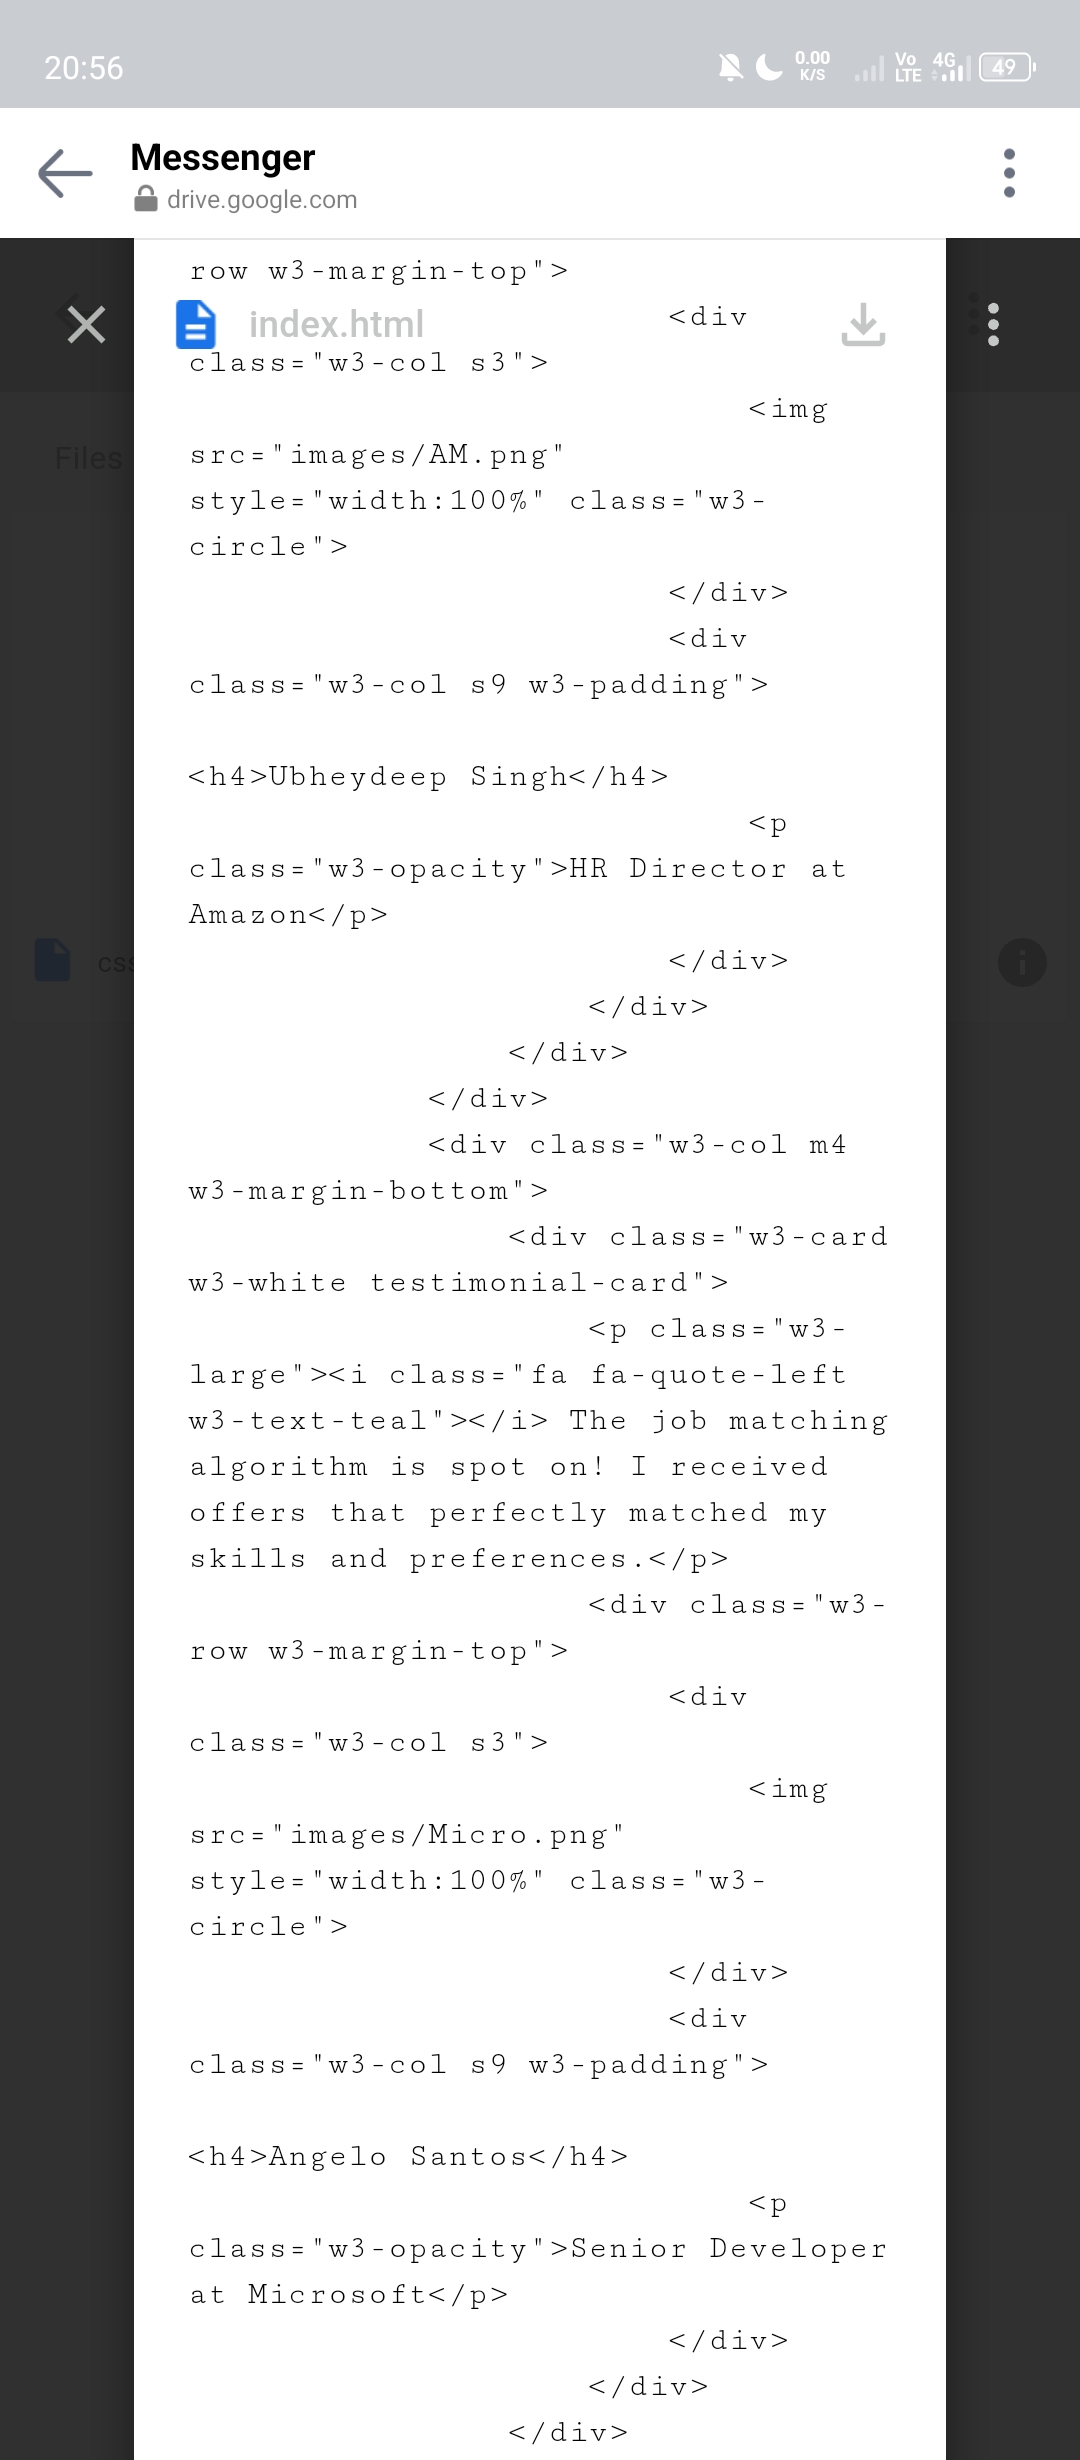 20:56
0.00 K/S Vo LTE 4G 49
Messenger
drive.google.com
row w3-margin-top">
index.html
<div
class="w3-col s3">
<img
Files
src="images/AM.png"
style="width:100%" class="w3-
circle">
</div>
<div
class="w3-col s9 w3-padding">
<h4>Ubheydeep Singh</h4>
<p
class="w3-opacity">HR Director at
Amazon</p>
css
</div>
</div>
</div>
</div>
<div class="w3-col m4
w3-margin-bottom">
<div class="w3-card
w3-white testimonial-card">
<p class="w3-
large"><i class="fa fa-quote-left
w3-text-teal"></i> The job matching
algorithm is spot on! I received
offers that perfectly matched my
skills and preferences.</p>
<div class="w3-
row w3-margin-top">
<div
class="w3-col s3">
<img
src="images/Micro.png"
style="width:100%" class="w3-
circle">
</div>
<div
class="w3-col s9 w3-padding">
<h4>Angelo Santos</h4>
<p
class="w3-opacity">Senior Developer
at Microsoft</p>
</div>
</div>
</div>